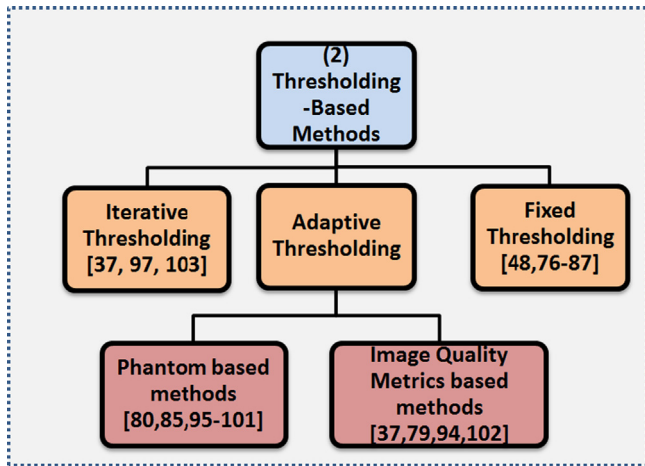 (2)
Thresholding
-Based
Methods
Iterative
Thresholding
[37, 97, 103]
Adaptive
Thresholding
Fixed
Thresholding
[48,76-87]
Phantom based
methods
[80,85,95-101]
Image Quality
Metrics based
methods
[37,79,94,102]